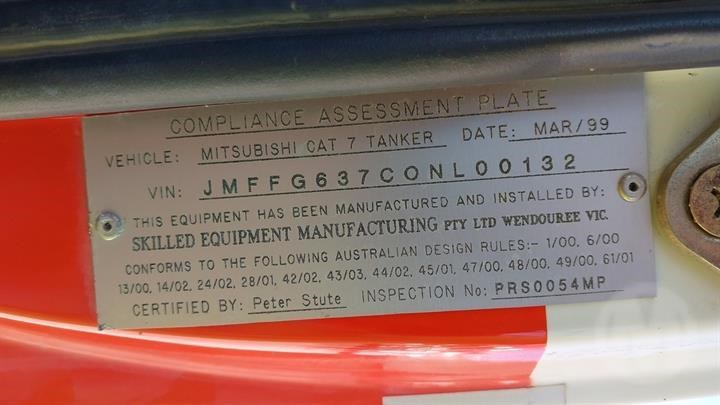 COMPLIANCE ASSESSMENT PLATE
VEHICLE: MITSUBISHI CAT 7 TANKER DATE: MAR/99
VIN: JMFFG637CONL00132
THIS EQUIPMENT HAS BEEN MANUFACTURED AND INSTALLED BY:
SKILLED EQUIPMENT MANUFACTURING PTY LTD WENDOUREE VIC.
CONFORMS TO THE FOLLOWING AUSTRALIAN DESIGN RULES:- 1/00, 6/00
13/00, 14/02, 24/02, 28/01, 42/02, 43/03, 44/02, 45/01, 47/00, 48/00, 49/00, 61/01
CERTIFIED BY: Peter Stute INSPECTION No: PRS0054MP